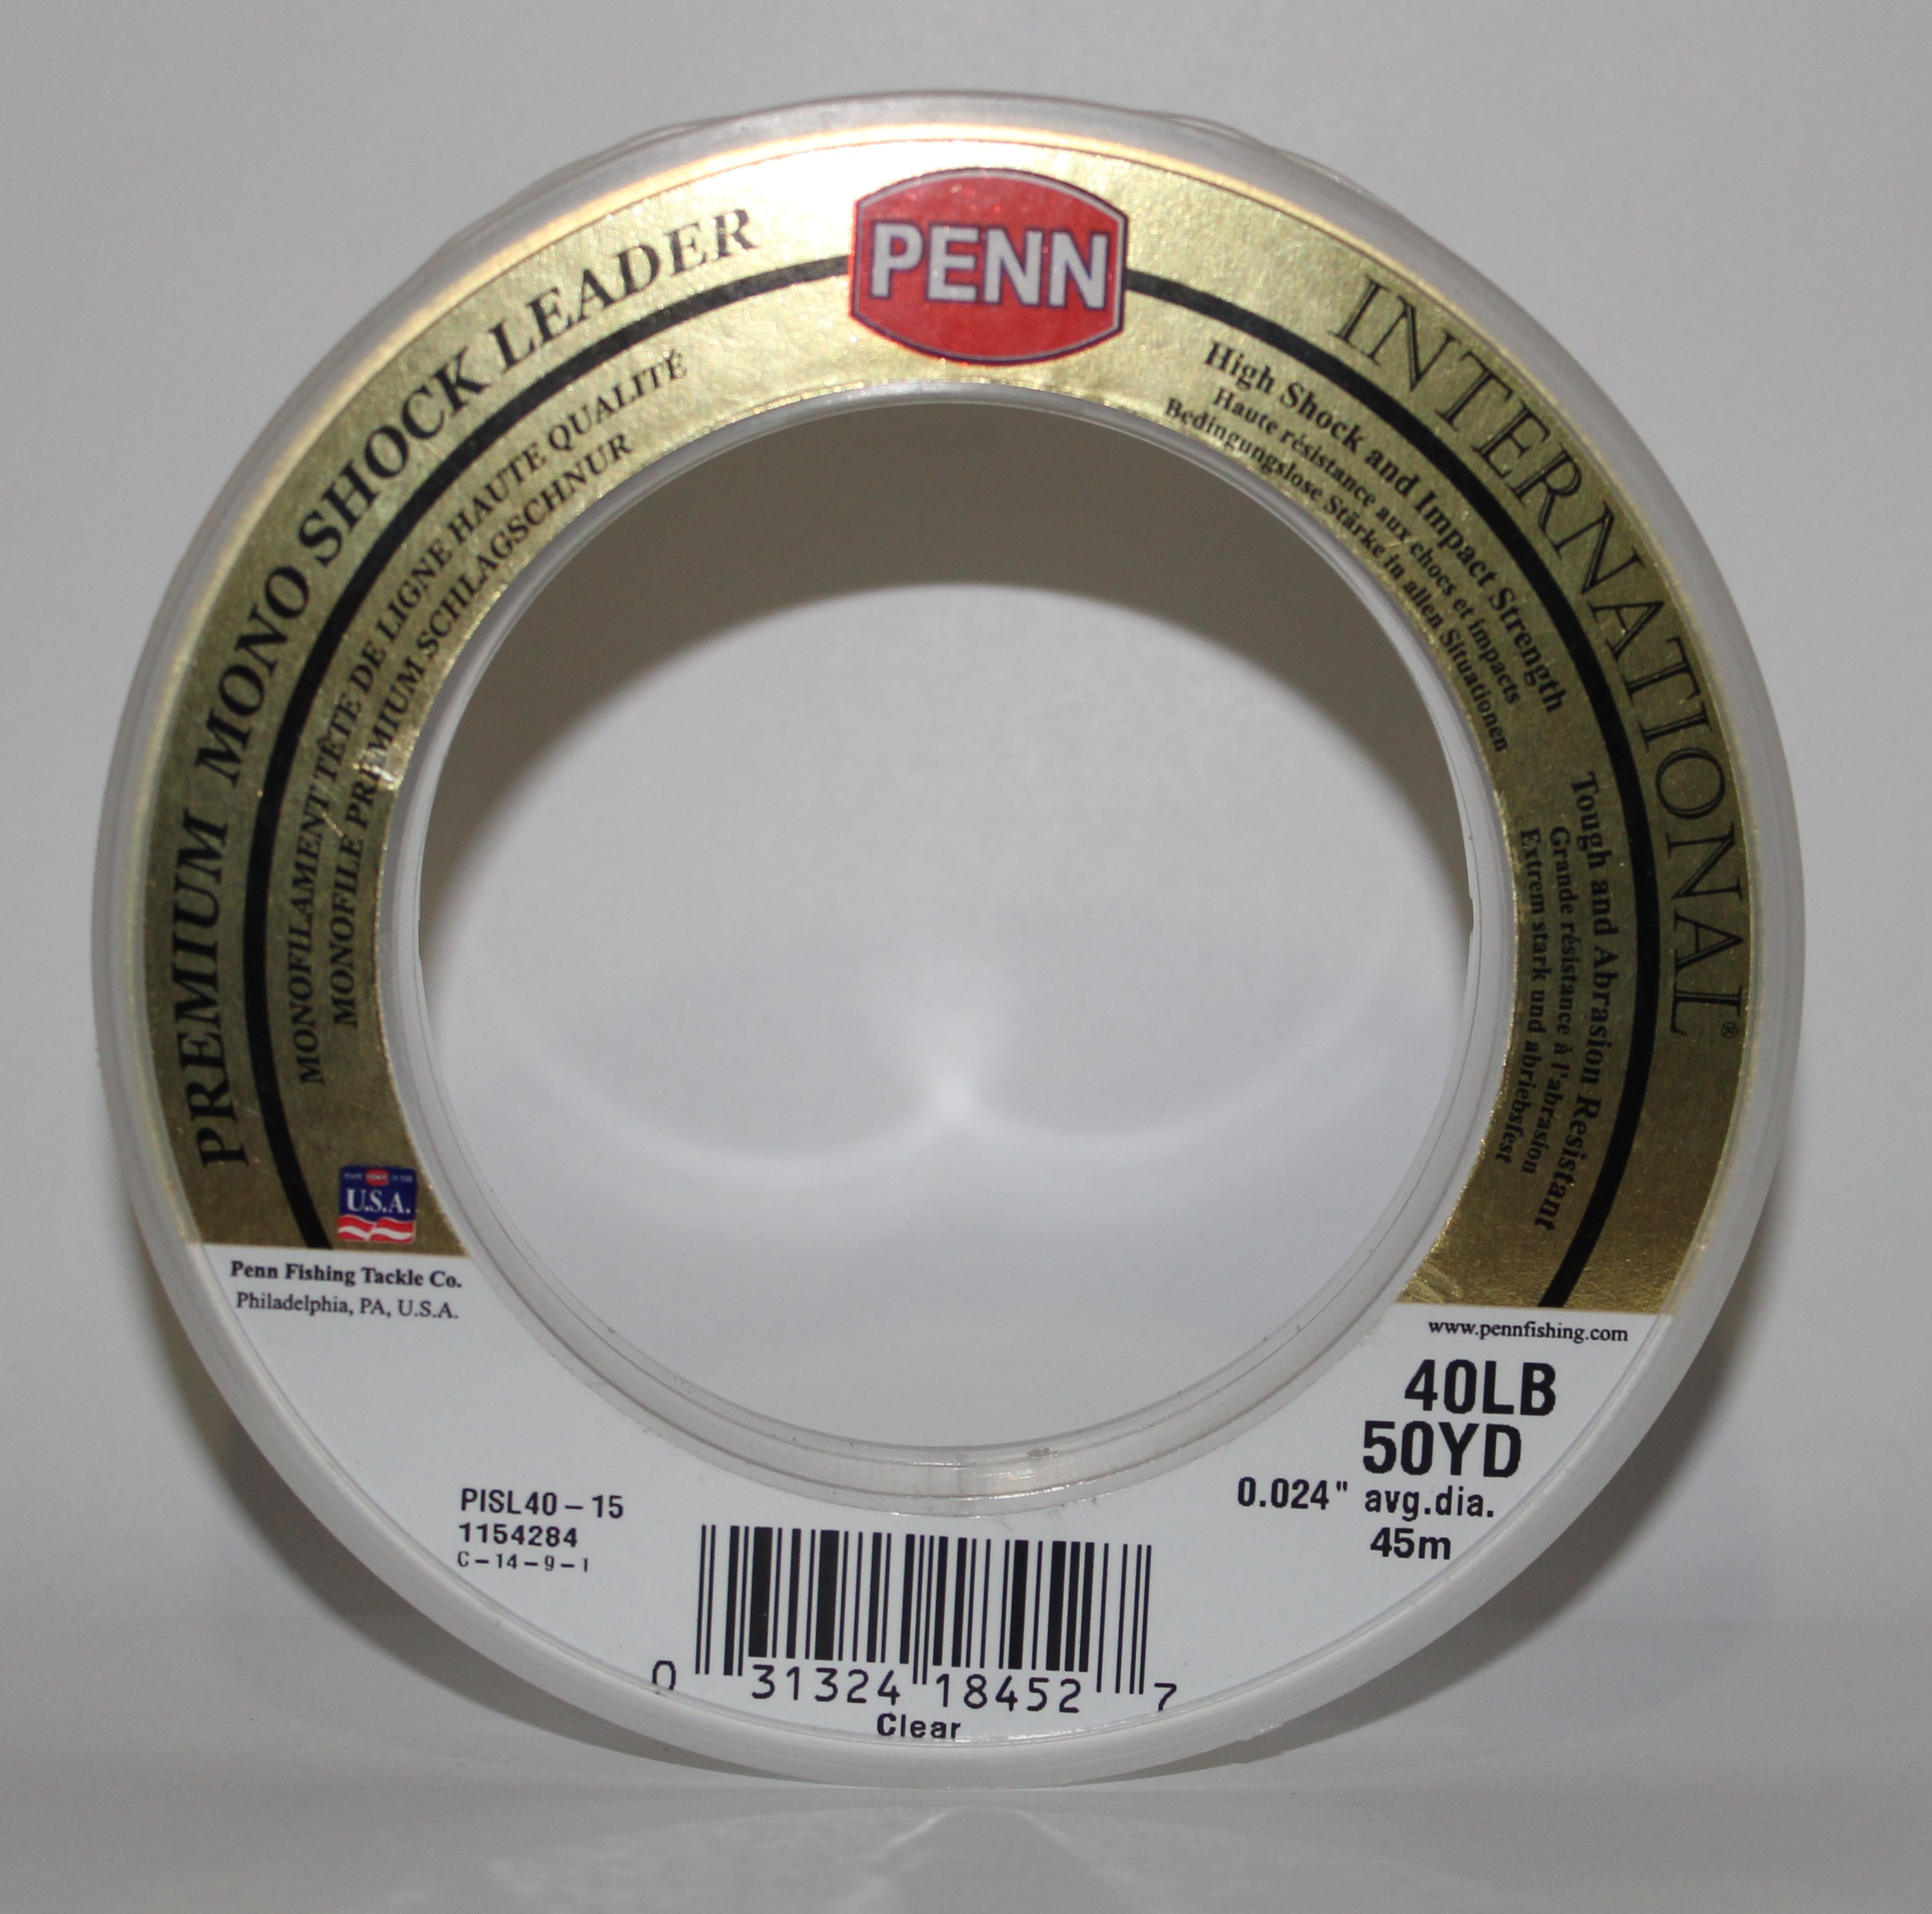 PENN
PREMIUM MONO SHOCK LEADER
MONOFILAMENT TÊTE DE LIGNE HAUTE QUALITÉ
MONOFILE PREMIUM SCHLAGSCHNUR
INTERNATIONAL®
High Shock and Impact Strength
Haute résistance aux chocs et impacts
Bedingungslose Stärke in allen Situationen
Tough and Abrasion Resistant
Grande résistance à l'abrasion
Extrem stark und abriebsfest
U.S.A.
Penn Fishing Tackle Co.
Philadelphia, PA, U.S.A.
www.pennfishing.com
40LB
50YD
0.024" avg.dia.
45m
PISL40-15
1154284
C-14-9-1
0 31324 18452 7
Clear